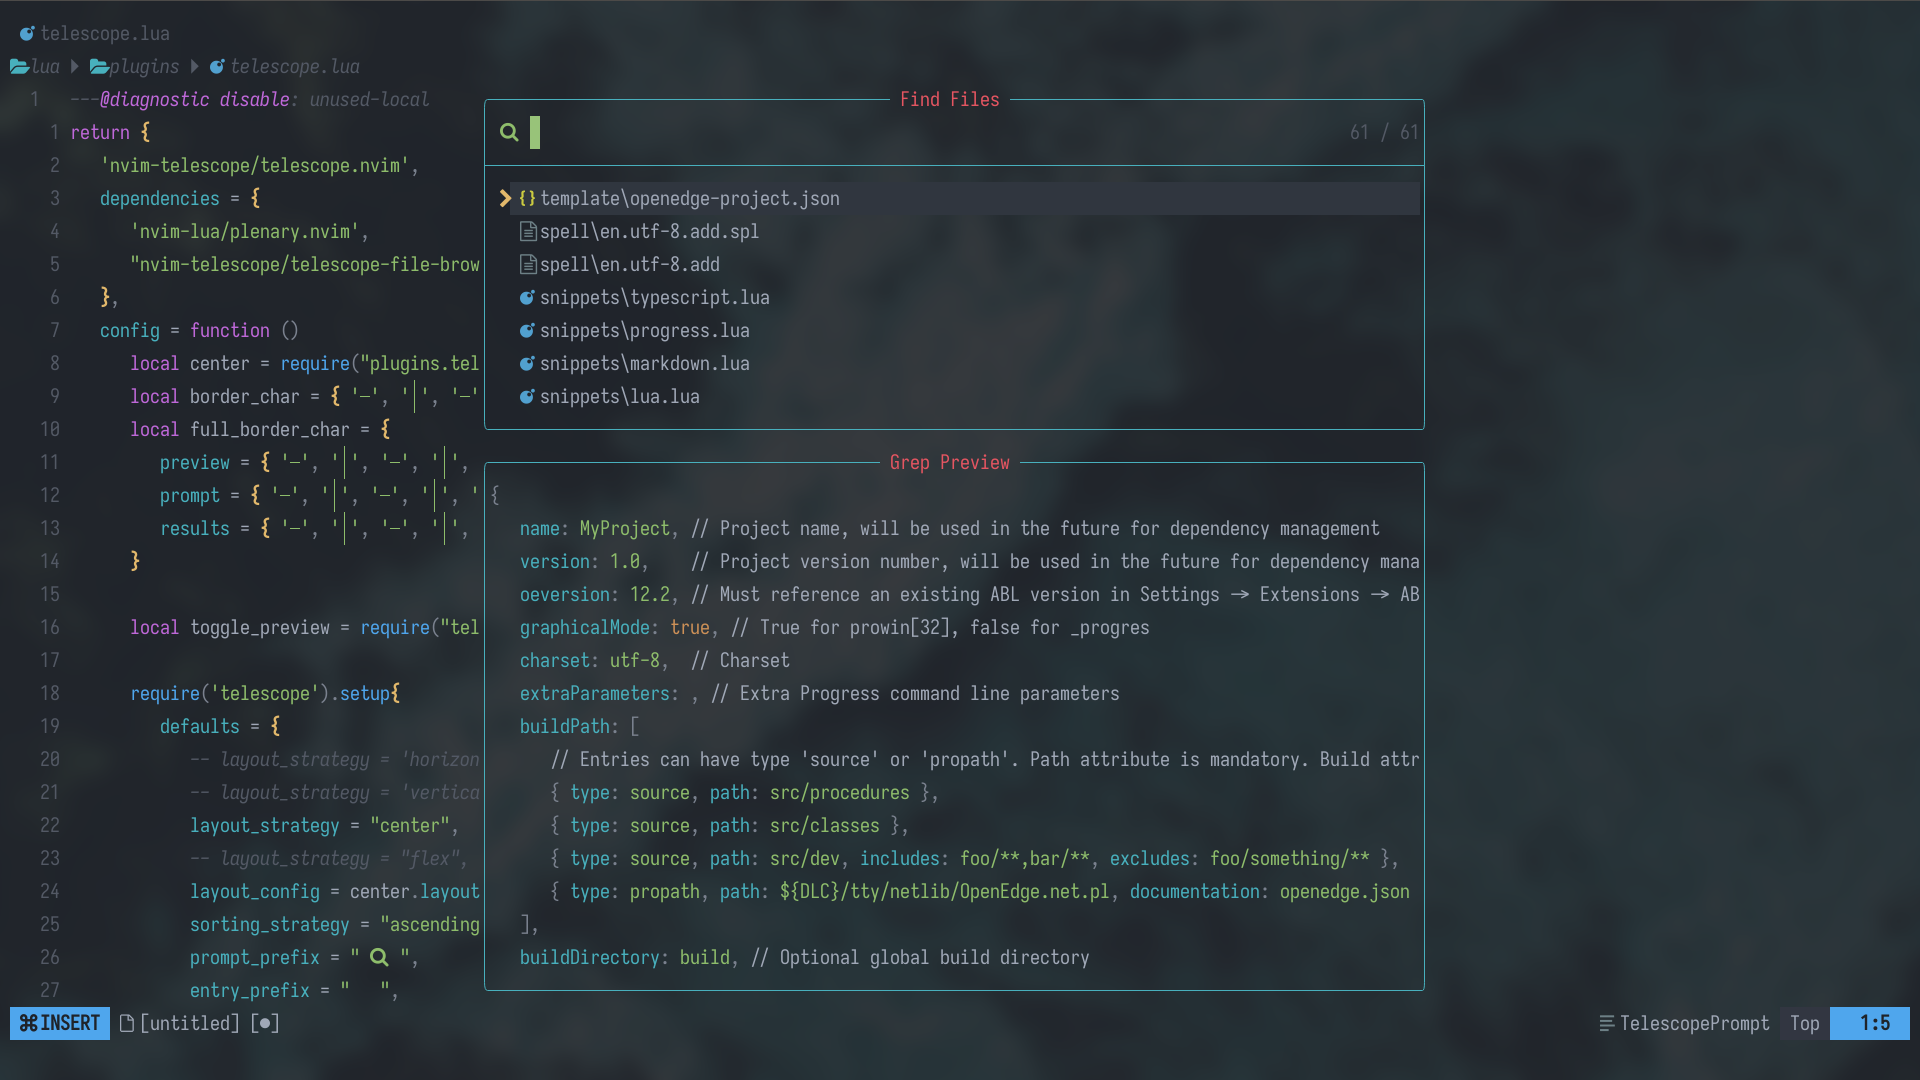 telescope.lua
lua plugins telescope.lua
1 ---@diagnostic disable: unused-local
1 return {
2 'nvim-telescope/telescope.nvim',
3 dependencies = {
4 'nvim-lua/plenary.nvim',
5 "nvim-telescope/telescope-file-brow
6 },
7 config = function ()
8 local center = require("plugins.tel
9 local border_char = { '─', '│', '─'
10 local full_border_char = {
11 preview = { '─', '│', '─', '│',
12 prompt = { '─', '│', '─', '│', '
13 results = { '─', '│', '─', '│',
14 }
15
16 local toggle_preview = require("tel
17
18 require('telescope').setup{
19 defaults = {
20 -- layout_strategy = 'horizon
21 -- layout_strategy = 'vertica
22 layout_strategy = "center",
23 -- layout_strategy = "flex",
24 layout_config = center.layout
25 sorting_strategy = "ascending
26 prompt_prefix = " ",
27 entry_prefix = "   ",
Find Files
61 / 61
{} template\openedge-project.json
spell\en.utf-8.add.spl
spell\en.utf-8.add
snippets\typescript.lua
snippets\progress.lua
snippets\markdown.lua
snippets\lua.lua
Grep Preview
{
name: MyProject, // Project name, will be used in the future for dependency management
version: 1.0, // Project version number, will be used in the future for dependency mana
oeversion: 12.2, // Must reference an existing ABL version in Settings -> Extensions -> AB
graphicalMode: true, // True for prowin[32], false for _progres
charset: utf-8, // Charset
extraParameters: , // Extra Progress command line parameters
buildPath: [
// Entries can have type 'source' or 'propath'. Path attribute is mandatory. Build attr
{ type: source, path: src/procedures },
{ type: source, path: src/classes },
{ type: source, path: src/dev, includes: foo/**,bar/**, excludes: foo/something/** },
{ type: propath, path: ${DLC}/tty/netlib/OpenEdge.net.pl, documentation: openedge.json
],
buildDirectory: build, // Optional global build directory
⌘INSERT [untitled] [●] TelescopePrompt Top 1:5